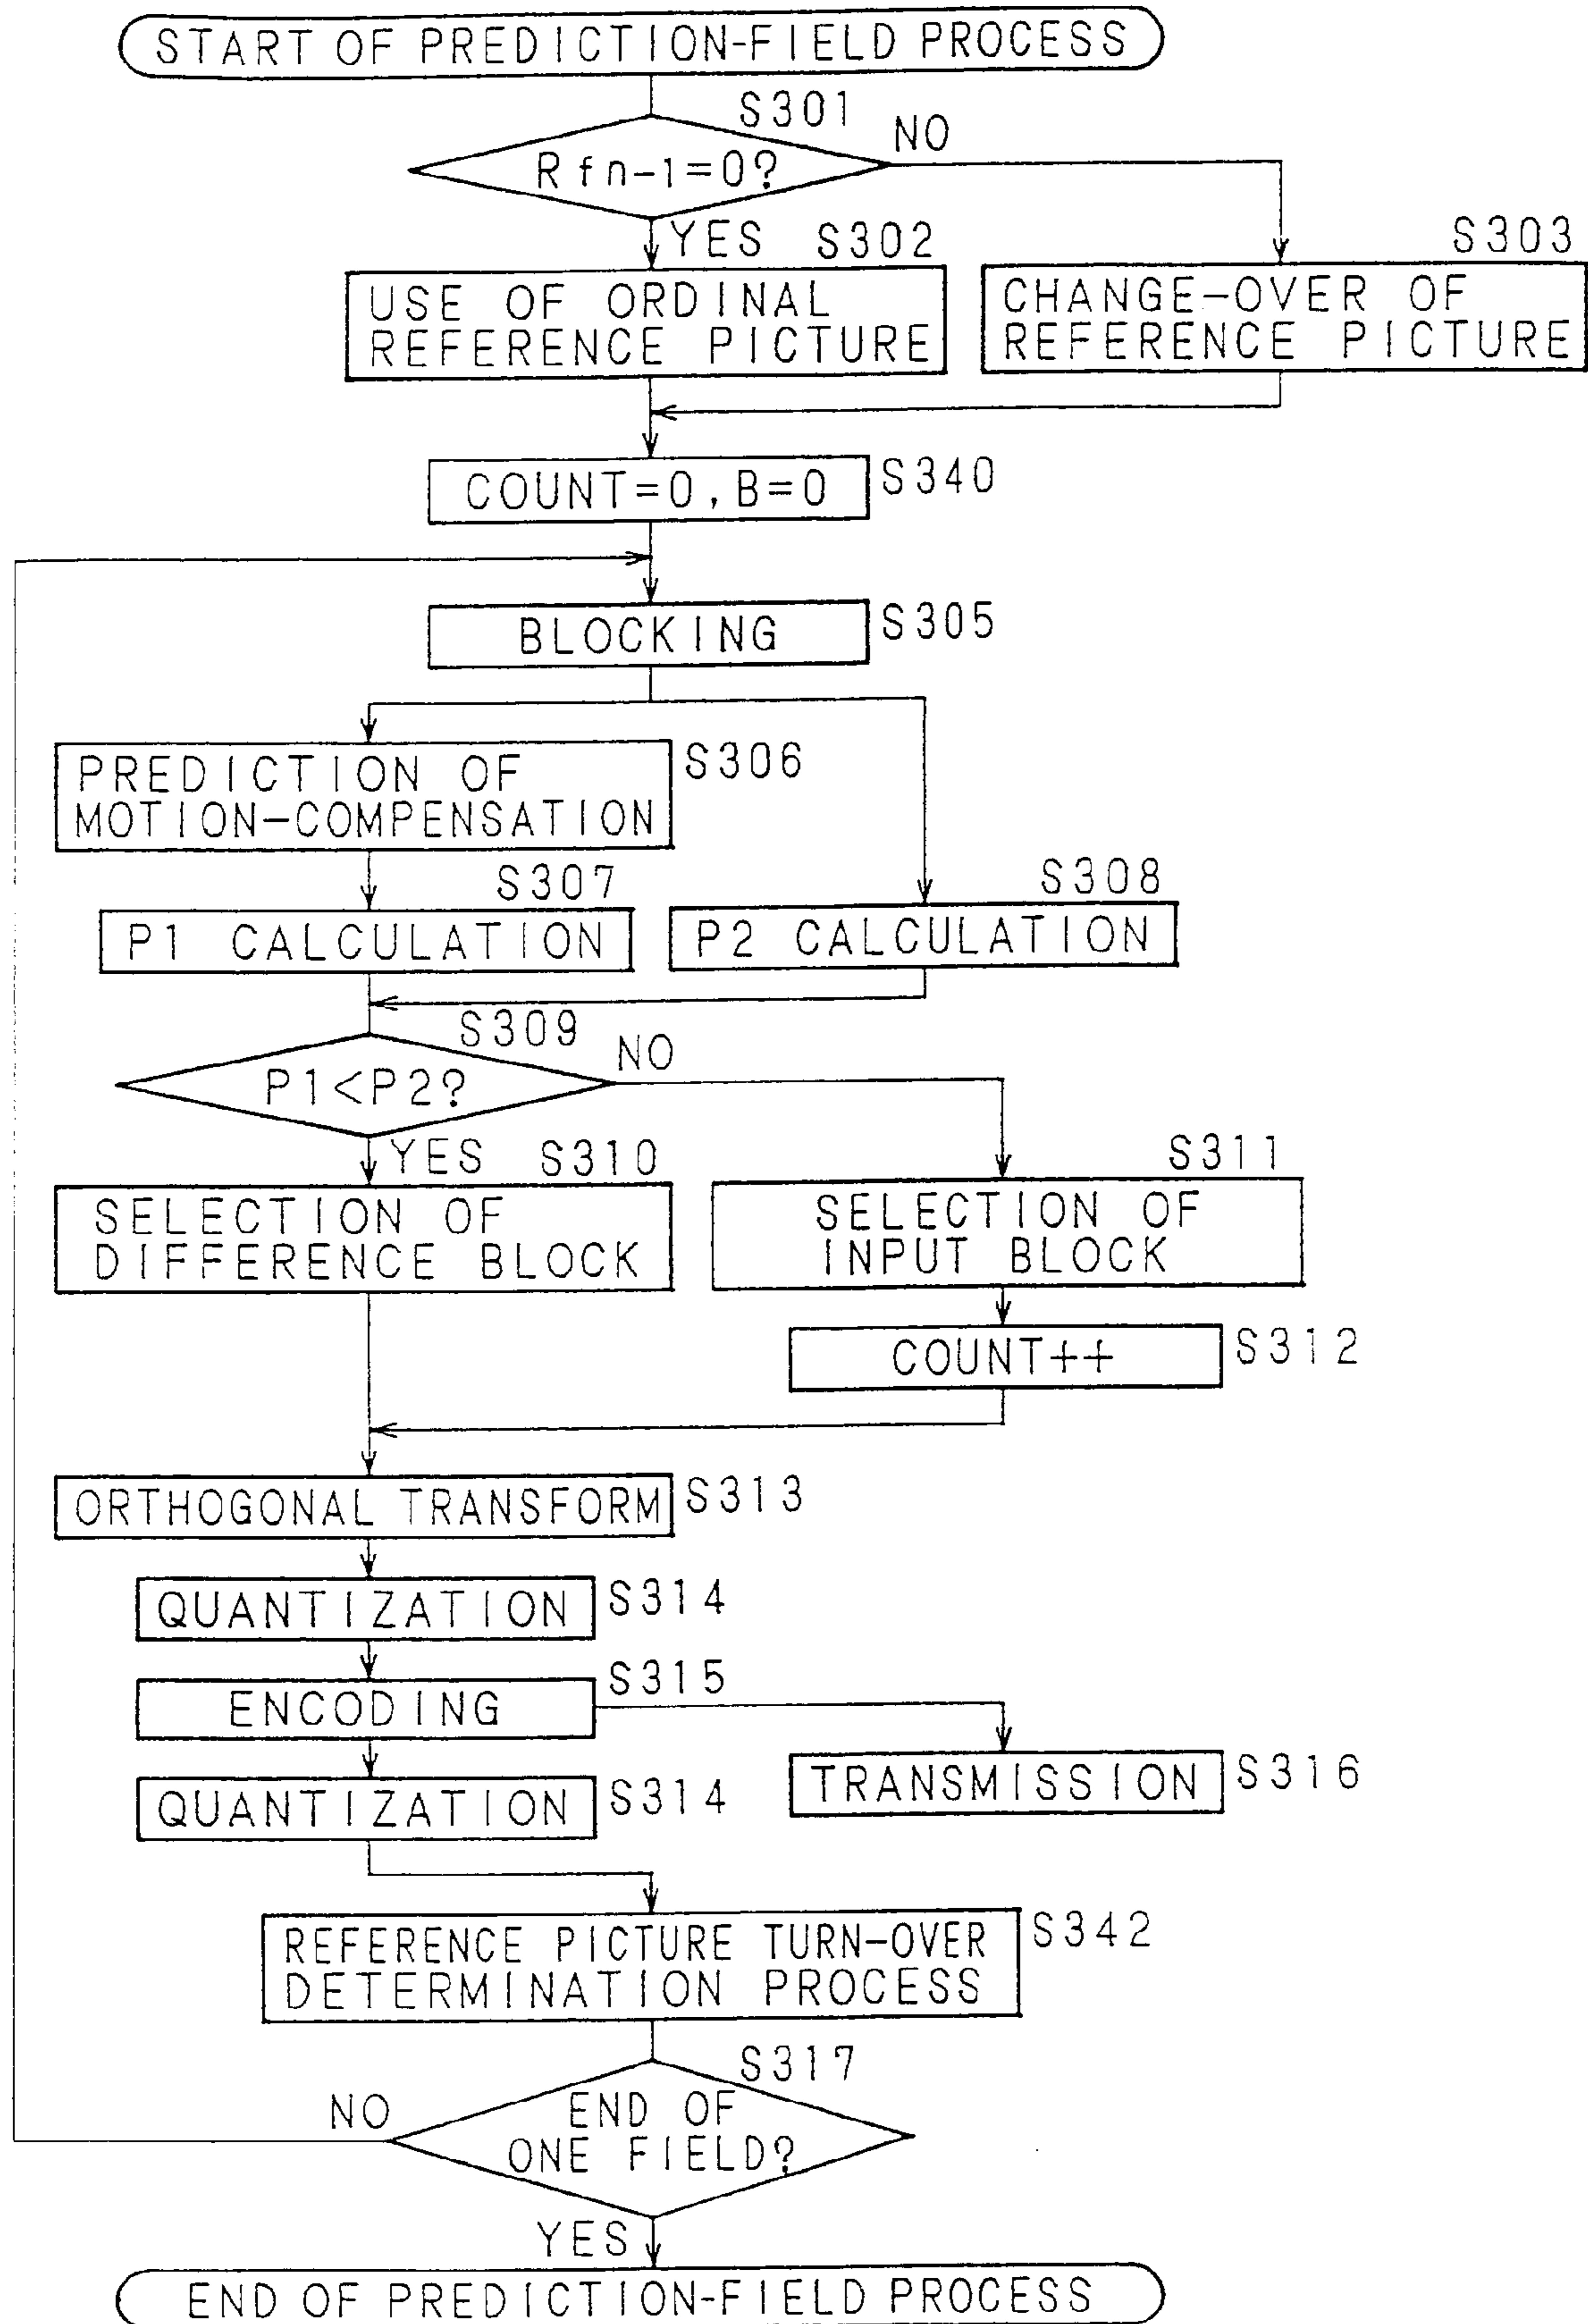 START OF PREDICTION-FIELD PROCESS
S301
Rfn-1=0?
NO
YES S302
S303
USE OF ORDINAL
REFERENCE PICTURE
CHANGE-OVER OF
REFERENCE PICTURE
COUNT=0,B=0
S340
BLOCKING
S305
PREDICTION OF
MOTION-COMPENSATION
S306
S307
S308
P1 CALCULATION
P2 CALCULATION
S309
P1<P2?
NO
YES S310
S311
SELECTION OF
DIFFERENCE BLOCK
SELECTION OF
INPUT BLOCK
COUNT++
S312
ORTHOGONAL TRANSFORM
S313
QUANTIZATION
S314
ENCODING
S315
QUANTIZATION
S314
TRANSMISSION
S316
REFERENCE PICTURE TURN-OVER
DETERMINATION PROCESS
S342
S317
END OF
ONE FIELD?
NO
YES
END OF PREDICTION-FIELD PROCESS